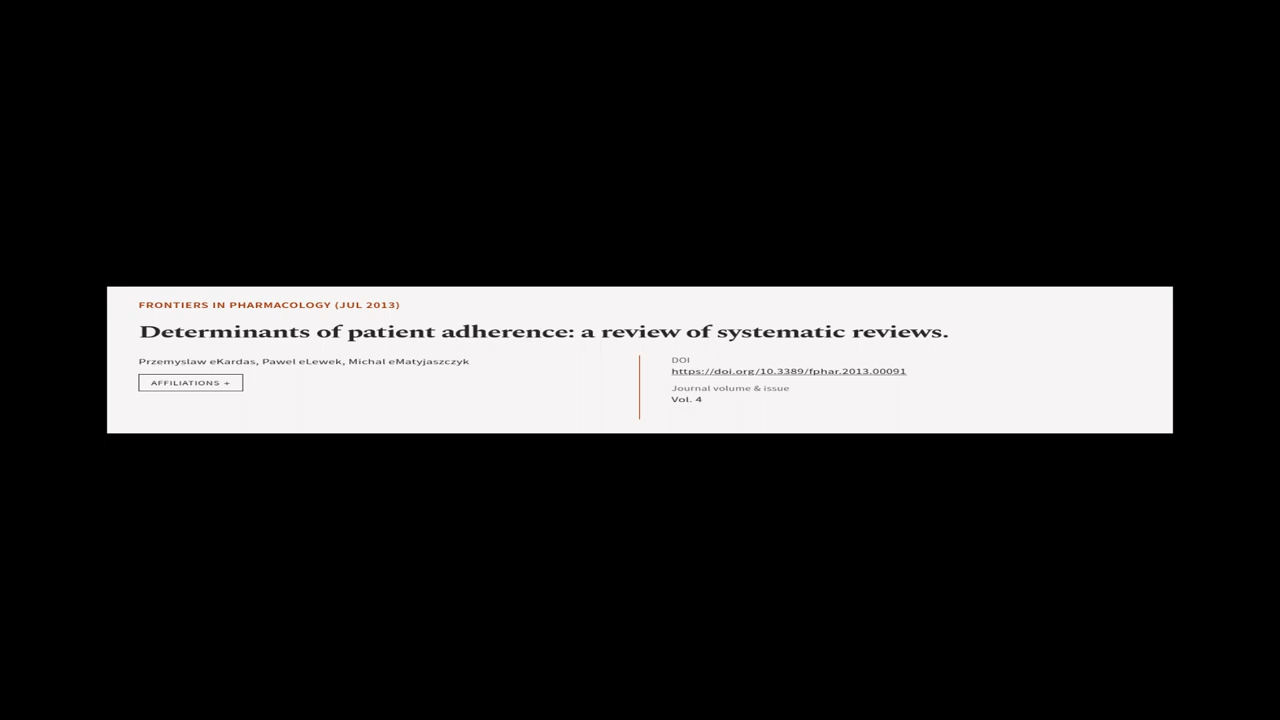 FRONTIERS IN PHARMACOLOGY (JUL 2013)
Determinants of patient adherence: a review of systematic reviews.
Przemyslaw eKardas, Pawel eLewek, Michal eMatyjaszczyk
AFFILIATIONS +
DOI
https://doi.org/10.3389/fphar.2013.00091
Journal volume & issue
Vol. 4